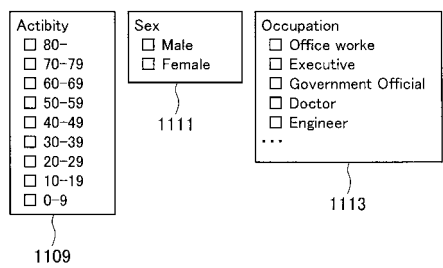 Actibity
80-
70-79
60-69
50-59
40-49
30-39
20-29
10-19
0-9
1109
Sex
Male
Female
1111
Occupation
Office worke
Executive
Government Official
Doctor
Engineer
...
1113